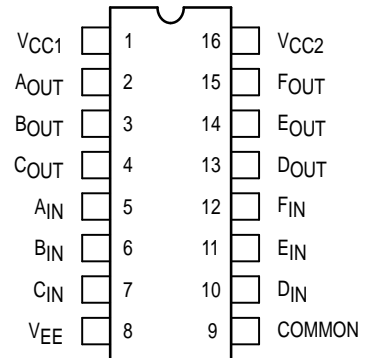 VCC1 1 16 VCC2
AOUT 2 15 FOUT
BOUT 3 14 EOUT
COUT 4 13 DOUT
AIN 5 12 FIN
BIN 6 11 EIN
CIN 7 10 DIN
VEE 8 9 COMMON